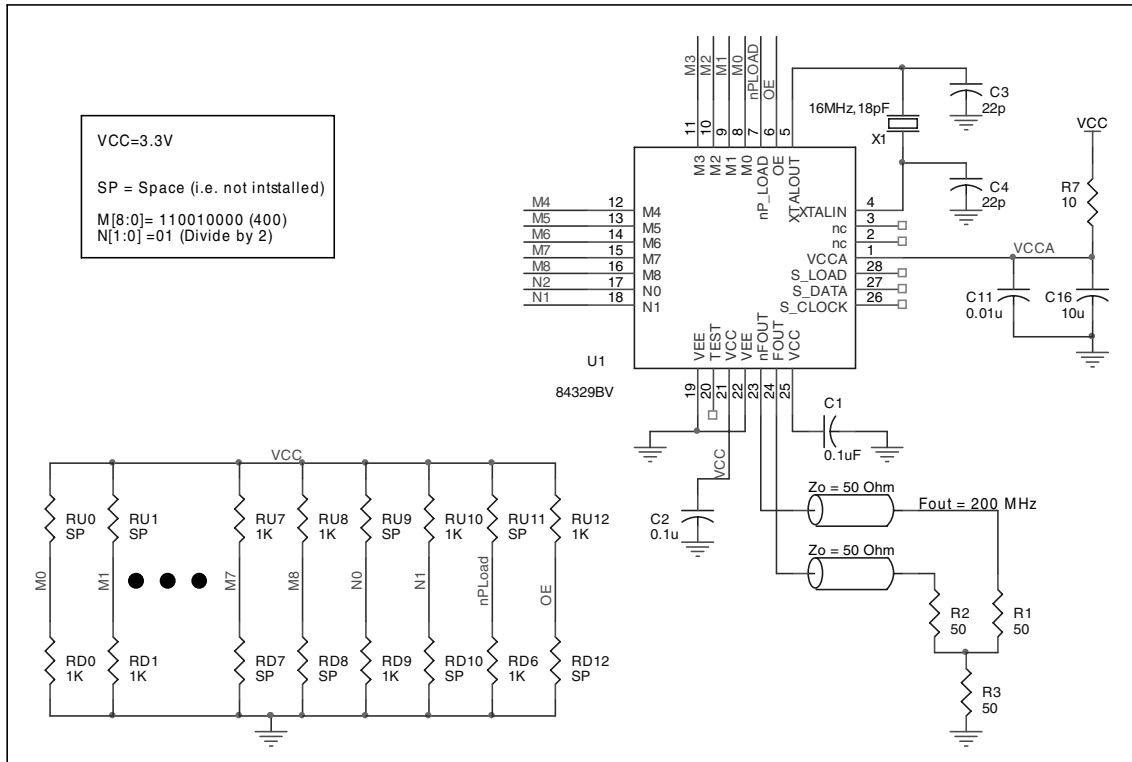 VCC=3.3V
SP = Space (i.e. not intstalled)
M[8:0]= 110010000 (400)
N[1:0] =01 (Divide by 2)
M3
M2
M1
M0
nPLOAD
OE
11
10
9
8
7
6
5
M3
M2
M1
M0
nP_LOAD
OE
XTALOUT
16MHz,18pF
X1
C3
22p
C4
22p
VCC
R7
10
VCCA
C11
0.01u
C16
10u
M4 12 M4
M5 13 M5
M6 14 M6
M7 15 M7
M8 16 M8
N2 17 N0
N1 18 N1
XTALIN 4
nc 3
nc 2
VCCA 1
S_LOAD 28
S_DATA 27
S_CLOCK 26
VEE
TEST
VCC
VEE
nFOUT
FOUT
VCC
19
20
21
22
23
24
25
U1
84329BV
C1
0.1uF
VCC
C2
0.1u
Zo = 50 Ohm
Fout = 200 MHz
Zo = 50 Ohm
R2
50
R1
50
R3
50
VCC
RU0
SP
RU1
SP
RU7
1K
RU8
1K
RU9
SP
RU10
1K
RU11
SP
RU12
1K
M0
M1
M7
M8
N0
N1
nPLoad
OE
RD0
1K
RD1
1K
RD7
SP
RD8
SP
RD9
1K
RD10
SP
RD6
1K
RD12
SP